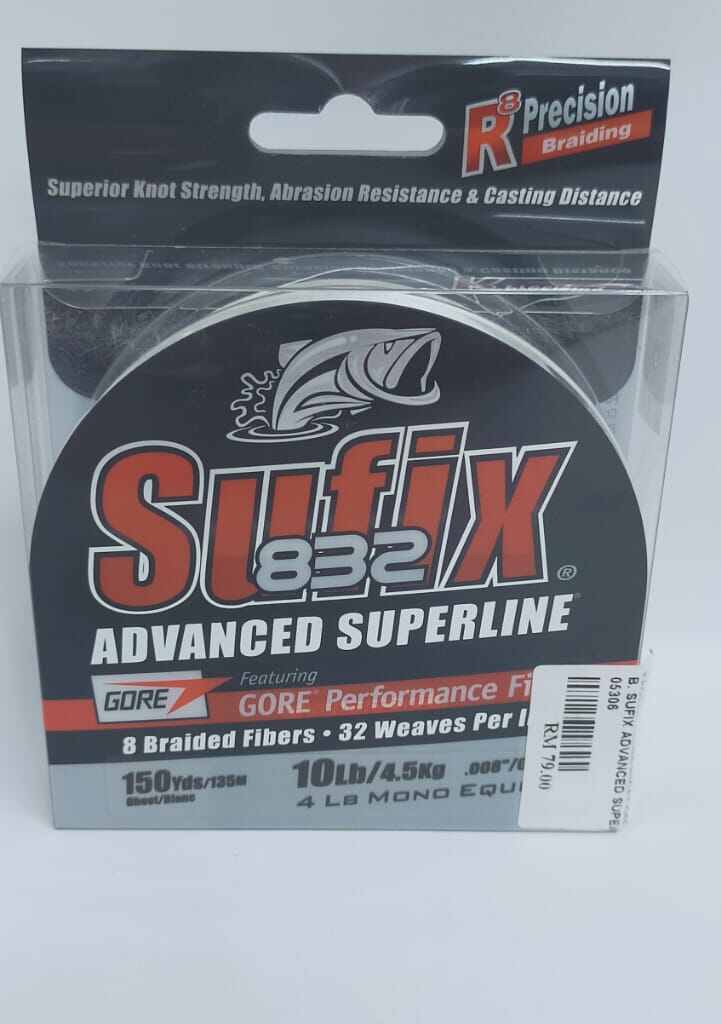 R8 Precision
Braiding
Superior Knot Strength, Abrasion Resistance & Casting Distance
Sufix
832
®
ADVANCED SUPERLINE
GORE
Featuring
GORE® Performance Fi
8 Braided Fibers • 32 Weaves Per I
150Yds/135M
Ghost/Blanc
10Lb/4.5Kg .008"/
4 Lb Mono Equi
B. SUFIX ADVANCED SUPE
05306
RM 79.00